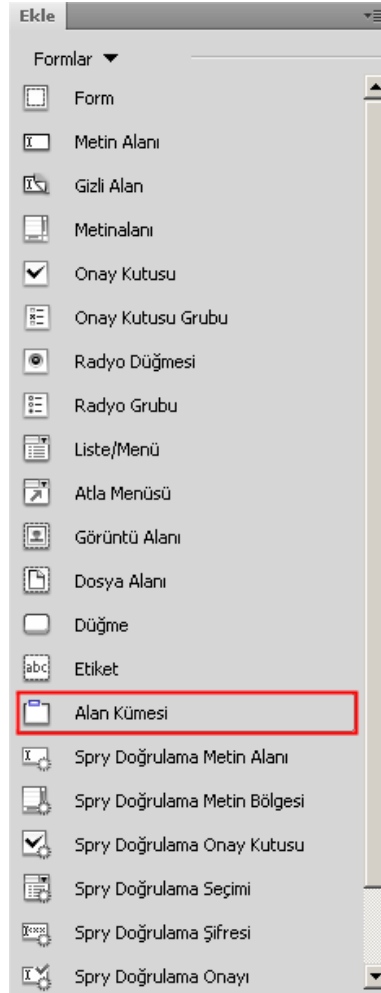 Ekle
Formlar
Form
Metin Alanı
Gizli Alan
Metinalanı
Onay Kutusu
Onay Kutusu Grubu
Radyo Düğmesi
Radyo Grubu
Liste/Menü
Atla Menüsü
Görüntü Alanı
Dosya Alanı
Düğme
abc Etiket
Alan Kümesi
Spry Doğrulama Metin Alanı
Spry Doğrulama Metin Bölgesi
Spry Doğrulama Onay Kutusu
Spry Doğrulama Seçimi
Spry Doğrulama Şifresi
Spry Doğrulama Onayı